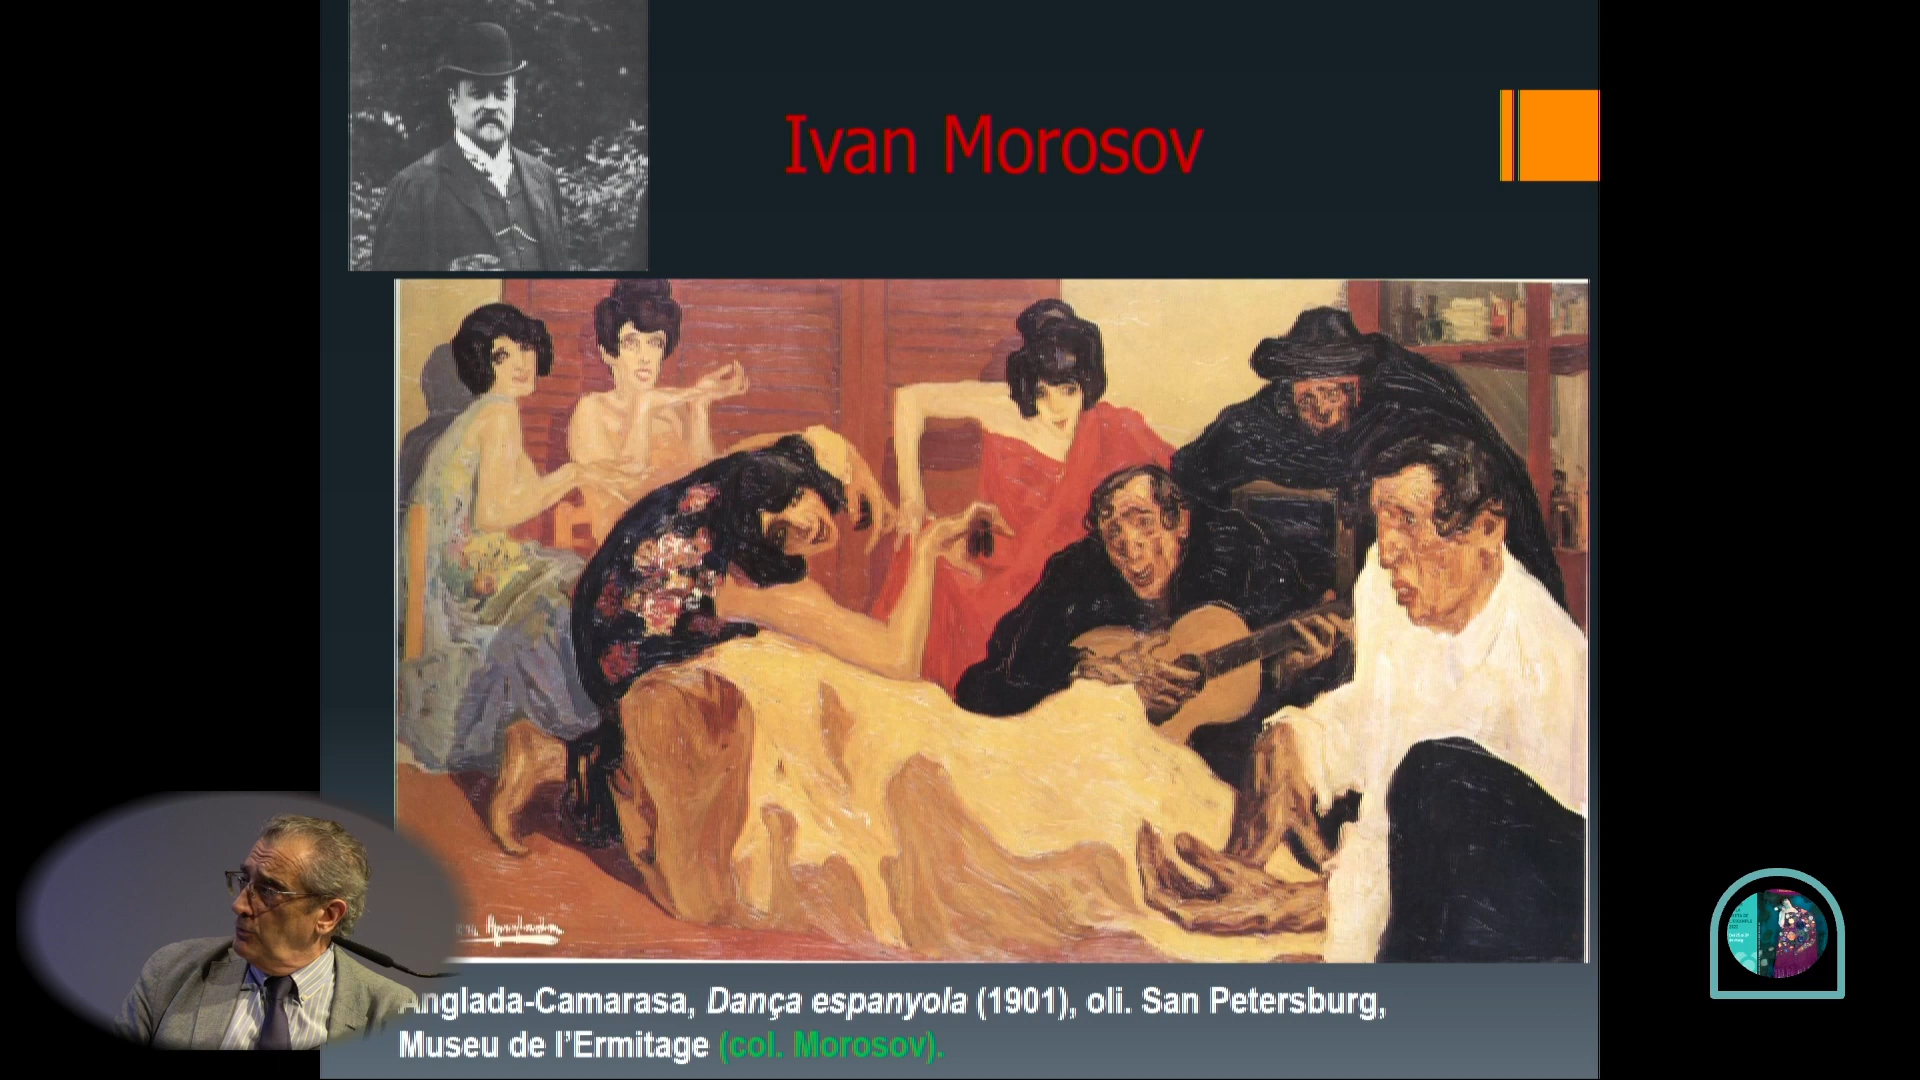 Ivan Morosov
Anglada-Camarasa, Dança espanyola (1901), oli. San Petersburg,
Museu de l'Ermitage (col. Morosov).